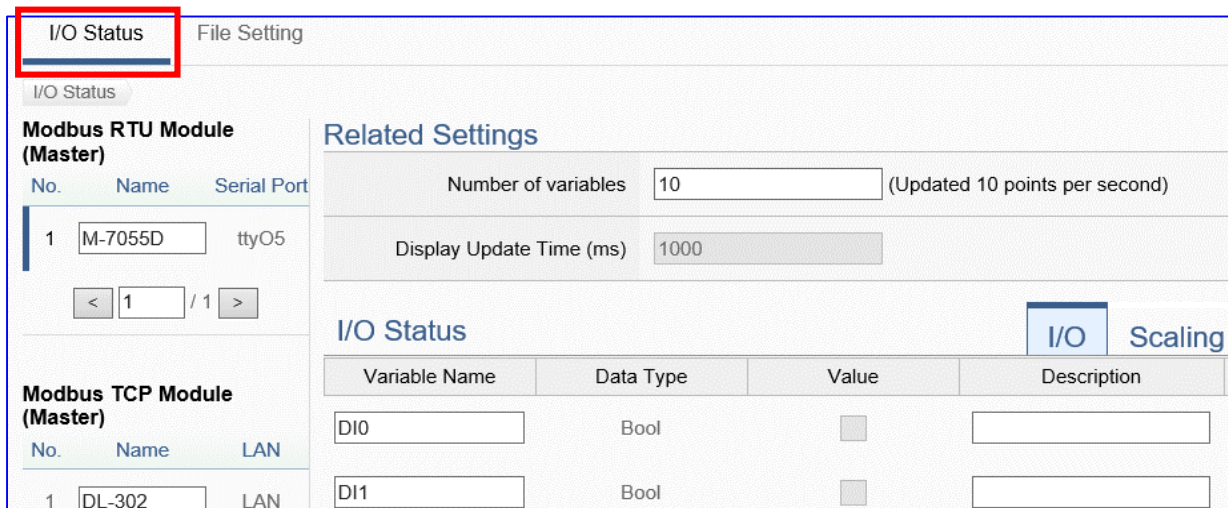 I/O Status File Setting
I/O Status
Modbus RTU Module
(Master)
No. Name Serial Port
1 M-7055D ttyO5
< 1 / 1 >
Modbus TCP Module
(Master)
No. Name LAN
1 DL-302 LAN
Related Settings
Number of variables 10 (Updated 10 points per second)
Display Update Time (ms) 1000
I/O Status I/O Scaling
Variable Name Data Type Value Description
DI0 Bool
DI1 Bool